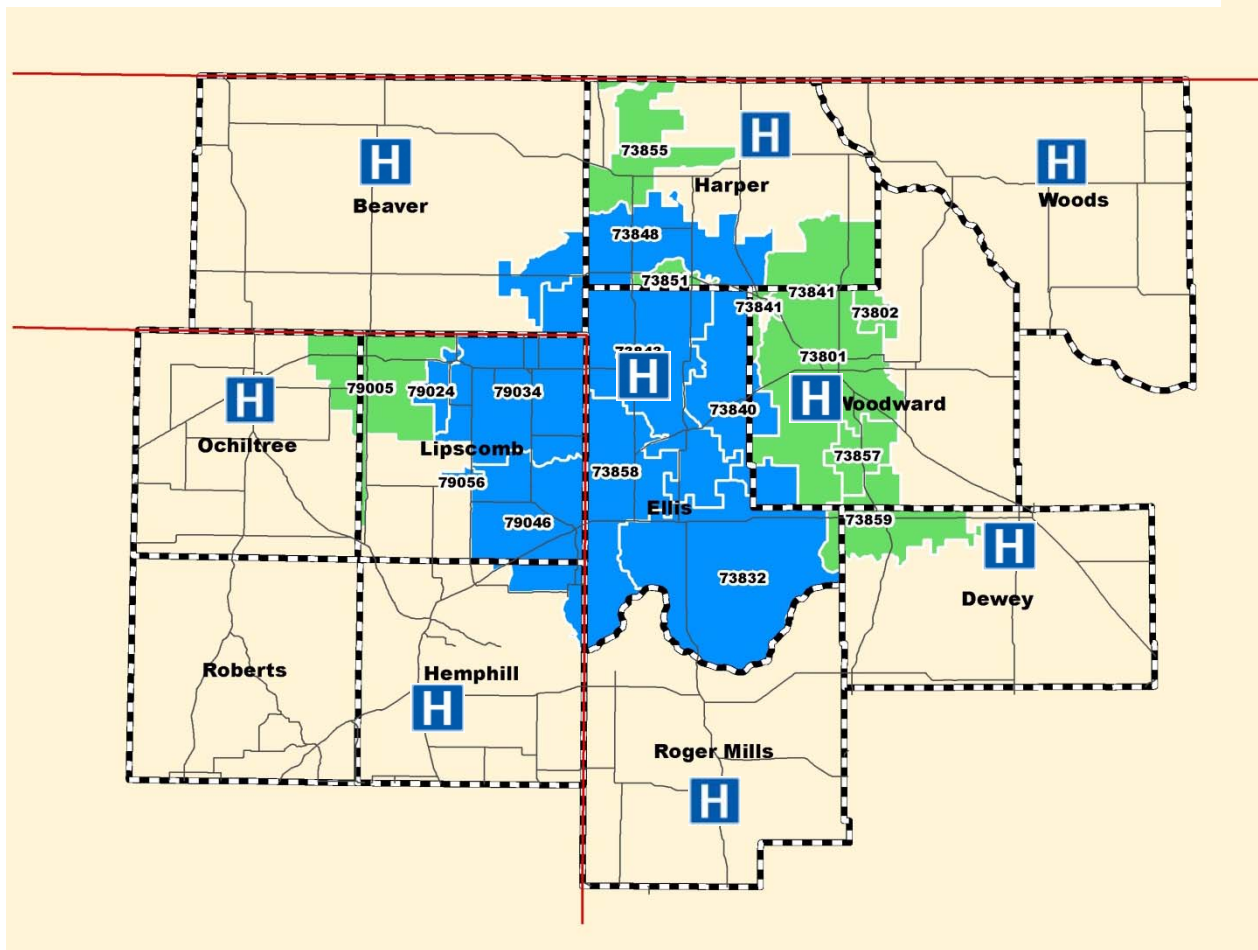 H
H
H
73855
Harper
Beaver
Woods
73848
73851
73841
73841
73802
73801
H
H
H
79005
79024
79034
73840
Woodward
Ochiltree
Lipscomb
73857
79056
73858
Ellis
79046
73859
H
73832
Dewey
Roberts
Hemphill
H
Roger Mills
H